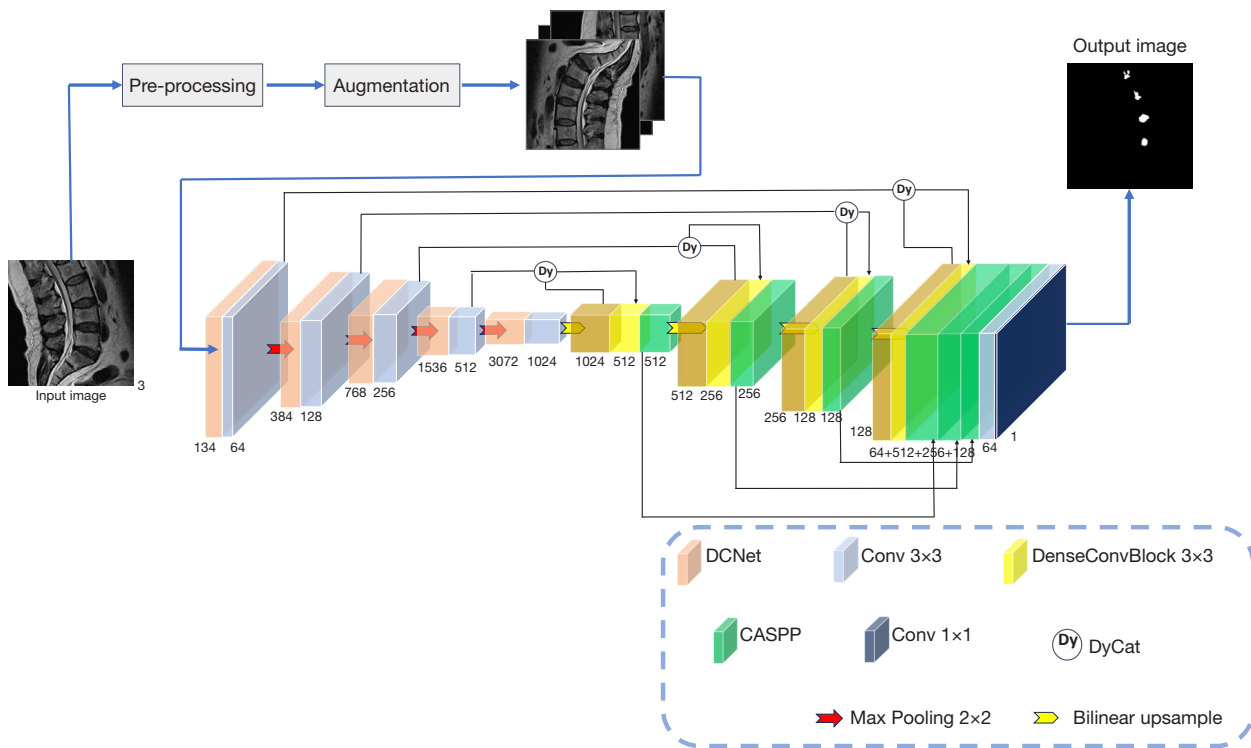 Output image
Pre-processing
Augmentation
Dy
Dy
Dy
Dy
Input image
3
134
64
384
128
768
256
1536
512
3072
1024
1024
512
512
512
256
256
256
128
128
128
64+512+256+128
64
1
DCNet
Conv 3×3
DenseConvBlock 3×3
CASPP
Conv 1×1
Dy
DyCat
Max Pooling 2×2
Bilinear upsample